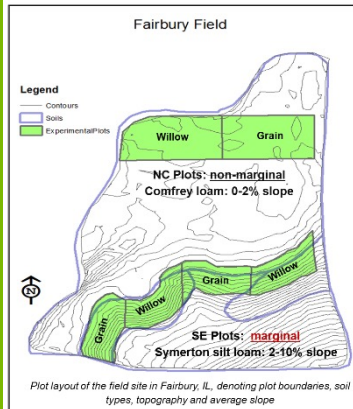 Fairbury Field
Legend
Contours
Soils
ExperimentalPlots
Willow
Grain
NC Plots: non-marginal
Comfrey loam: 0-2% slope
Grain
Willow
Grain
Willow
N
SE Plots: marginal
Symerton silt loam: 2-10% slope
Plot layout of the field site in Fairbury, IL, denoting plot boundaries, soil
types, topography and average slope